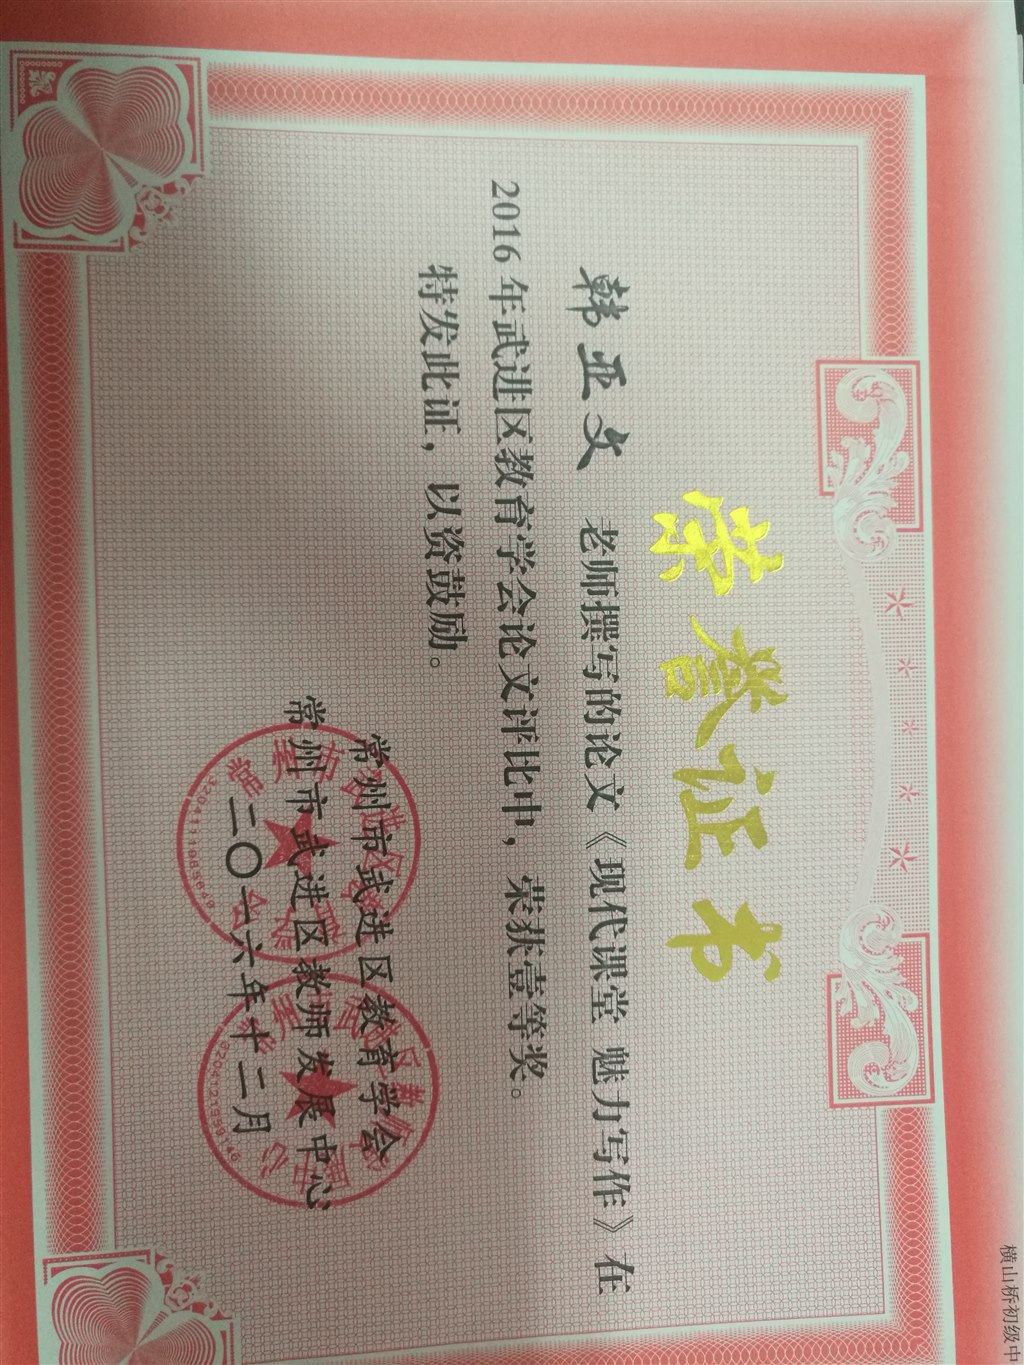 荣誉证书
韩亚文 老师撰写的论文《现代课堂 魅力写作》在
2016年武进区教育学会论文评比中，荣获壹等奖。
特发此证，以资鼓励。
常州市武进区教育学会
常州市武进区教师发展中心
二〇一六年十二月
横山桥初级中